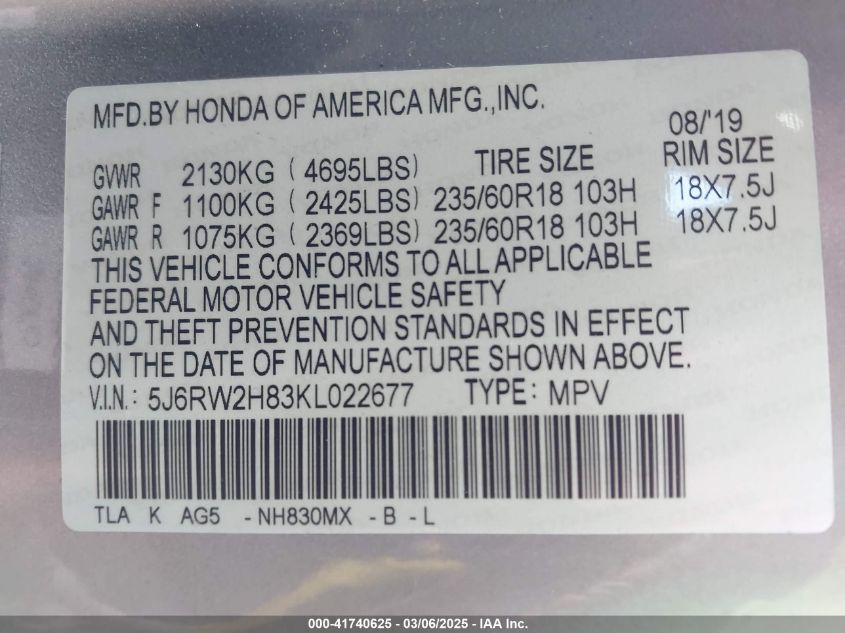 MFD.BY HONDA OF AMERICA MFG.,INC.
08/'19
GVWR 2130KG ( 4695LBS) TIRE SIZE RIM SIZE
GAWR F 1100KG ( 2425LBS) 235/60R18 103H 18X7.5J
GAWR R 1075KG ( 2369LBS) 235/60R18 103H 18X7.5J
THIS VEHICLE CONFORMS TO ALL APPLICABLE
FEDERAL MOTOR VEHICLE SAFETY
AND THEFT PREVENTION STANDARDS IN EFFECT
ON THE DATE OF MANUFACTURE SHOWN ABOVE.
V.I.N.: 5J6RW2H83KL022677 TYPE: MPV
TLA K AG5 -NH830MX -B -L
000-41740625 - 03/06/2025 - IAA Inc.